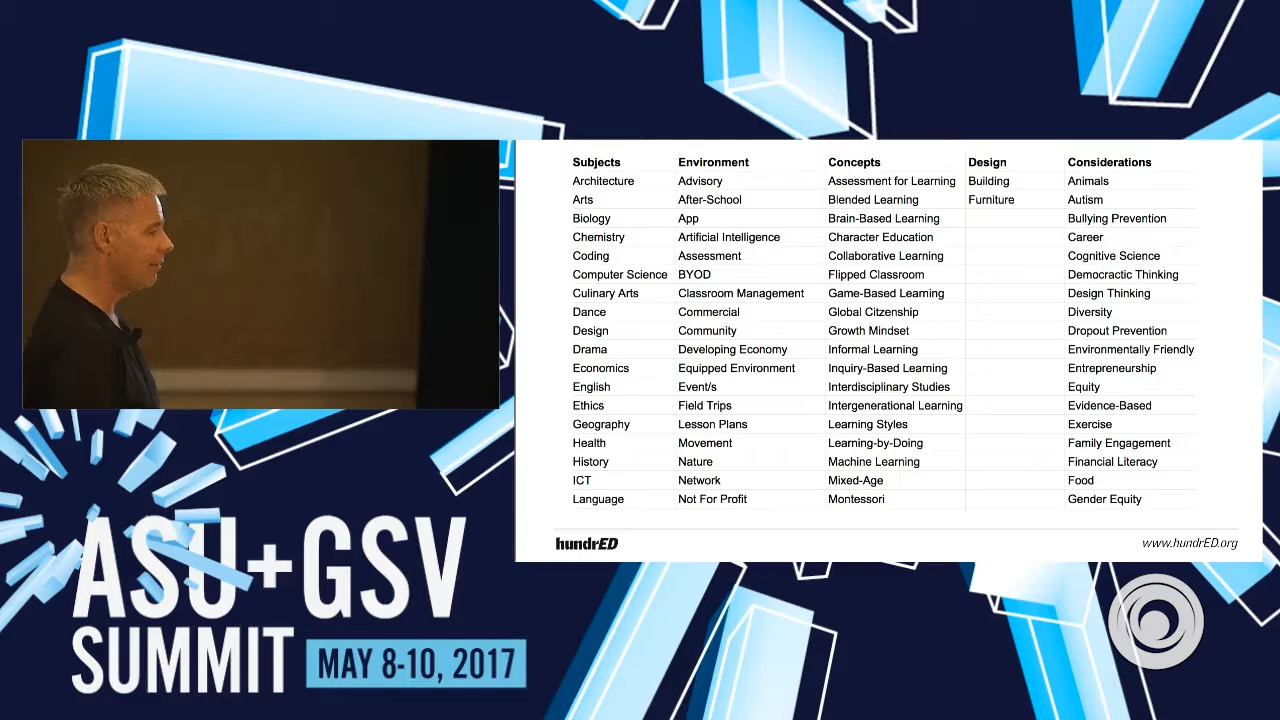 Subjects Environment Concepts Design Considerations
Architecture Advisory Assessment for Learning Building Animals
Arts After-School Blended Learning Furniture Autism
Biology App Brain-Based Learning Bullying Prevention
Chemistry Artificial Intelligence Character Education Career
Coding Assessment Collaborative Learning Cognitive Science
Computer Science BYOD Flipped Classroom Democractic Thinking
Culinary Arts Classroom Management Game-Based Learning Design Thinking
Dance Commercial Global Citzenship Diversity
Design Community Growth Mindset Dropout Prevention
Drama Developing Economy Informal Learning Environmentally Friendly
Economics Equipped Environment Inquiry-Based Learning Entrepreneurship
English Event/s Interdisciplinary Studies Equity
Ethics Field Trips Intergenerational Learning Evidence-Based
Geography Lesson Plans Learning Styles Exercise
Health Movement Learning-by-Doing Family Engagement
History Nature Machine Learning Financial Literacy
ICT Network Mixed-Age Food
Language Not For Profit Montessori Gender Equity
hundrED www.hundrED.org
ASU+GSV
SUMMIT MAY 8-10, 2017